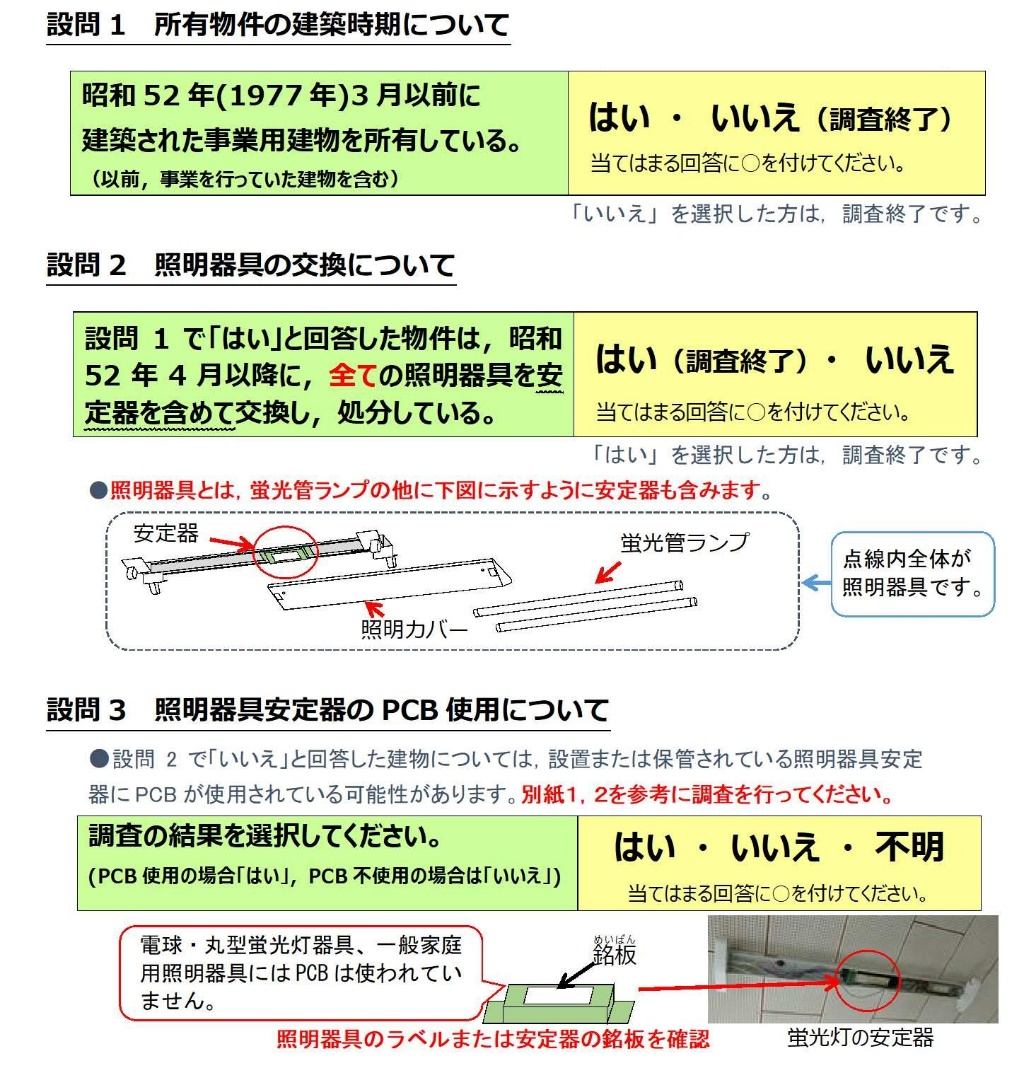 設問1　所有物件の建築時期について
昭和52年(1977年)3月以前に
建築された事業用建物を所有している。
（以前，事業を行っていた建物を含む）
はい ・ いいえ（調査終了）
当てはまる回答に○を付けてください。
「いいえ」を選択した方は，調査終了です。
設問2　照明器具の交換について
設問1で｢はい｣と回答した物件は，昭和
52年4月以降に，全ての照明器具を安
定器を含めて交換し，処分している。
はい（調査終了）・ いいえ
当てはまる回答に○を付けてください。
「はい」を選択した方は，調査終了です。
●照明器具とは，蛍光管ランプの他に下図に示すように安定器も含みます。
安定器
蛍光管ランプ
照明カバー
点線内全体が
照明器具です。
設問3　照明器具安定器のPCB使用について
●設問2で｢いいえ｣と回答した建物については，設置または保管されている照明器具安定
器にPCBが使用されている可能性があります。別紙1，2を参考に調査を行ってください。
調査の結果を選択してください。
(PCB使用の場合｢はい｣，PCB不使用の場合は｢いいえ｣)
はい ・ いいえ ・ 不明
当てはまる回答に○を付けてください。
電球・丸型蛍光灯器具、一般家庭
用照明器具にはPCBは使われてい
ません。
めいばん
銘板
照明器具のラベルまたは安定器の銘板を確認
蛍光灯の安定器